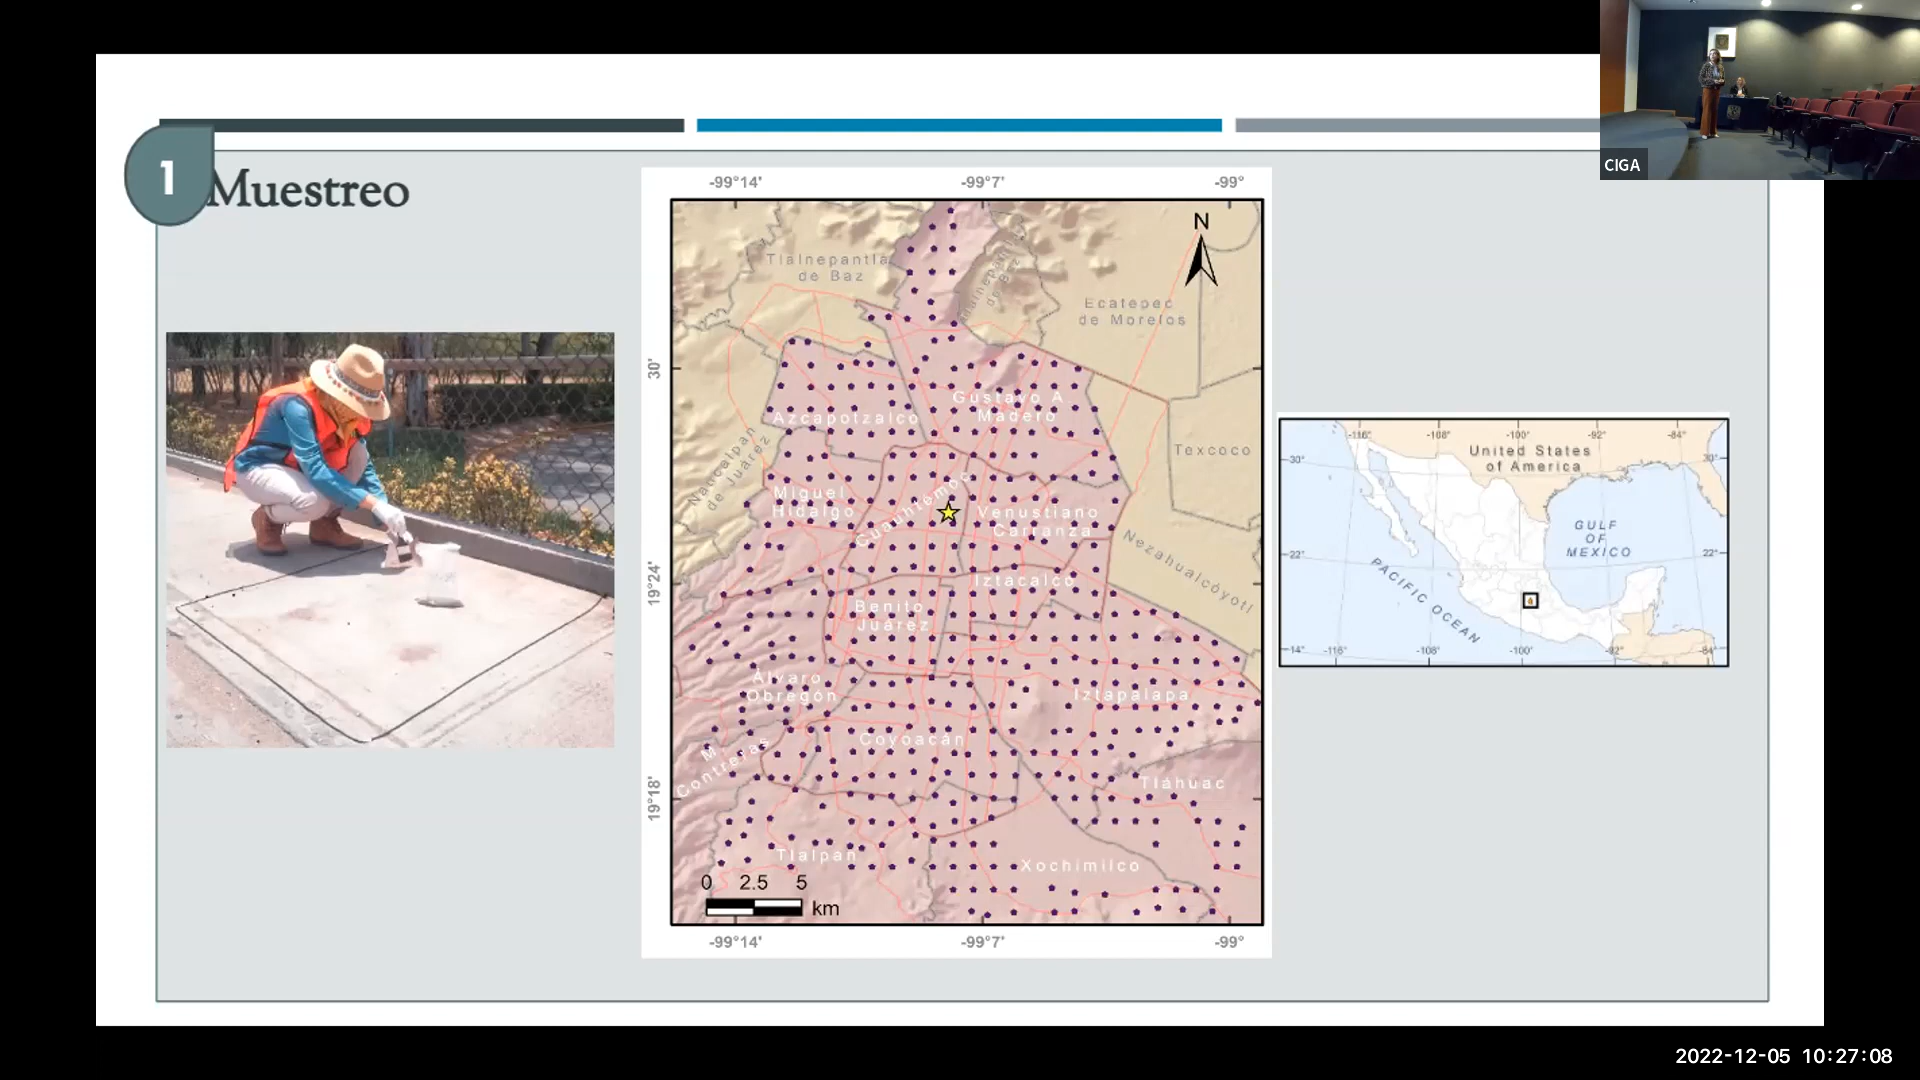 CIGA
1
Muestreo
-99°14'
-99°7'
-99°
N
Tlalnepantla
de Baz
Tlalnepantla
de Baz
Ecatepec
de Morelos
30'
Gustavo A.
Madero
Azcapotzalco
Naucalpan
de Juárez
Texcoco
Miguel
Hidalgo
Cuauhtémoc
Venustiano
Carranza
Nezahualcóyotl
19°24'
Iztacalco
Benito
Juárez
Álvaro
Obregón
Iztapalapa
Coyoacán
M.
Contreras
Tláhuac
19°18'
Tlalpan
Xochimilco
0 2.5 5
km
-99°14'
-99°7'
-99°
-116°
-108°
-100°
-92°
-84°
United States
of America
30°
30°
GULF
OF
MEXICO
22°
22°
PACIFIC OCEAN
14°
-116°
-108°
-100°
-92°
-84°
2022-12-05 10:27:08